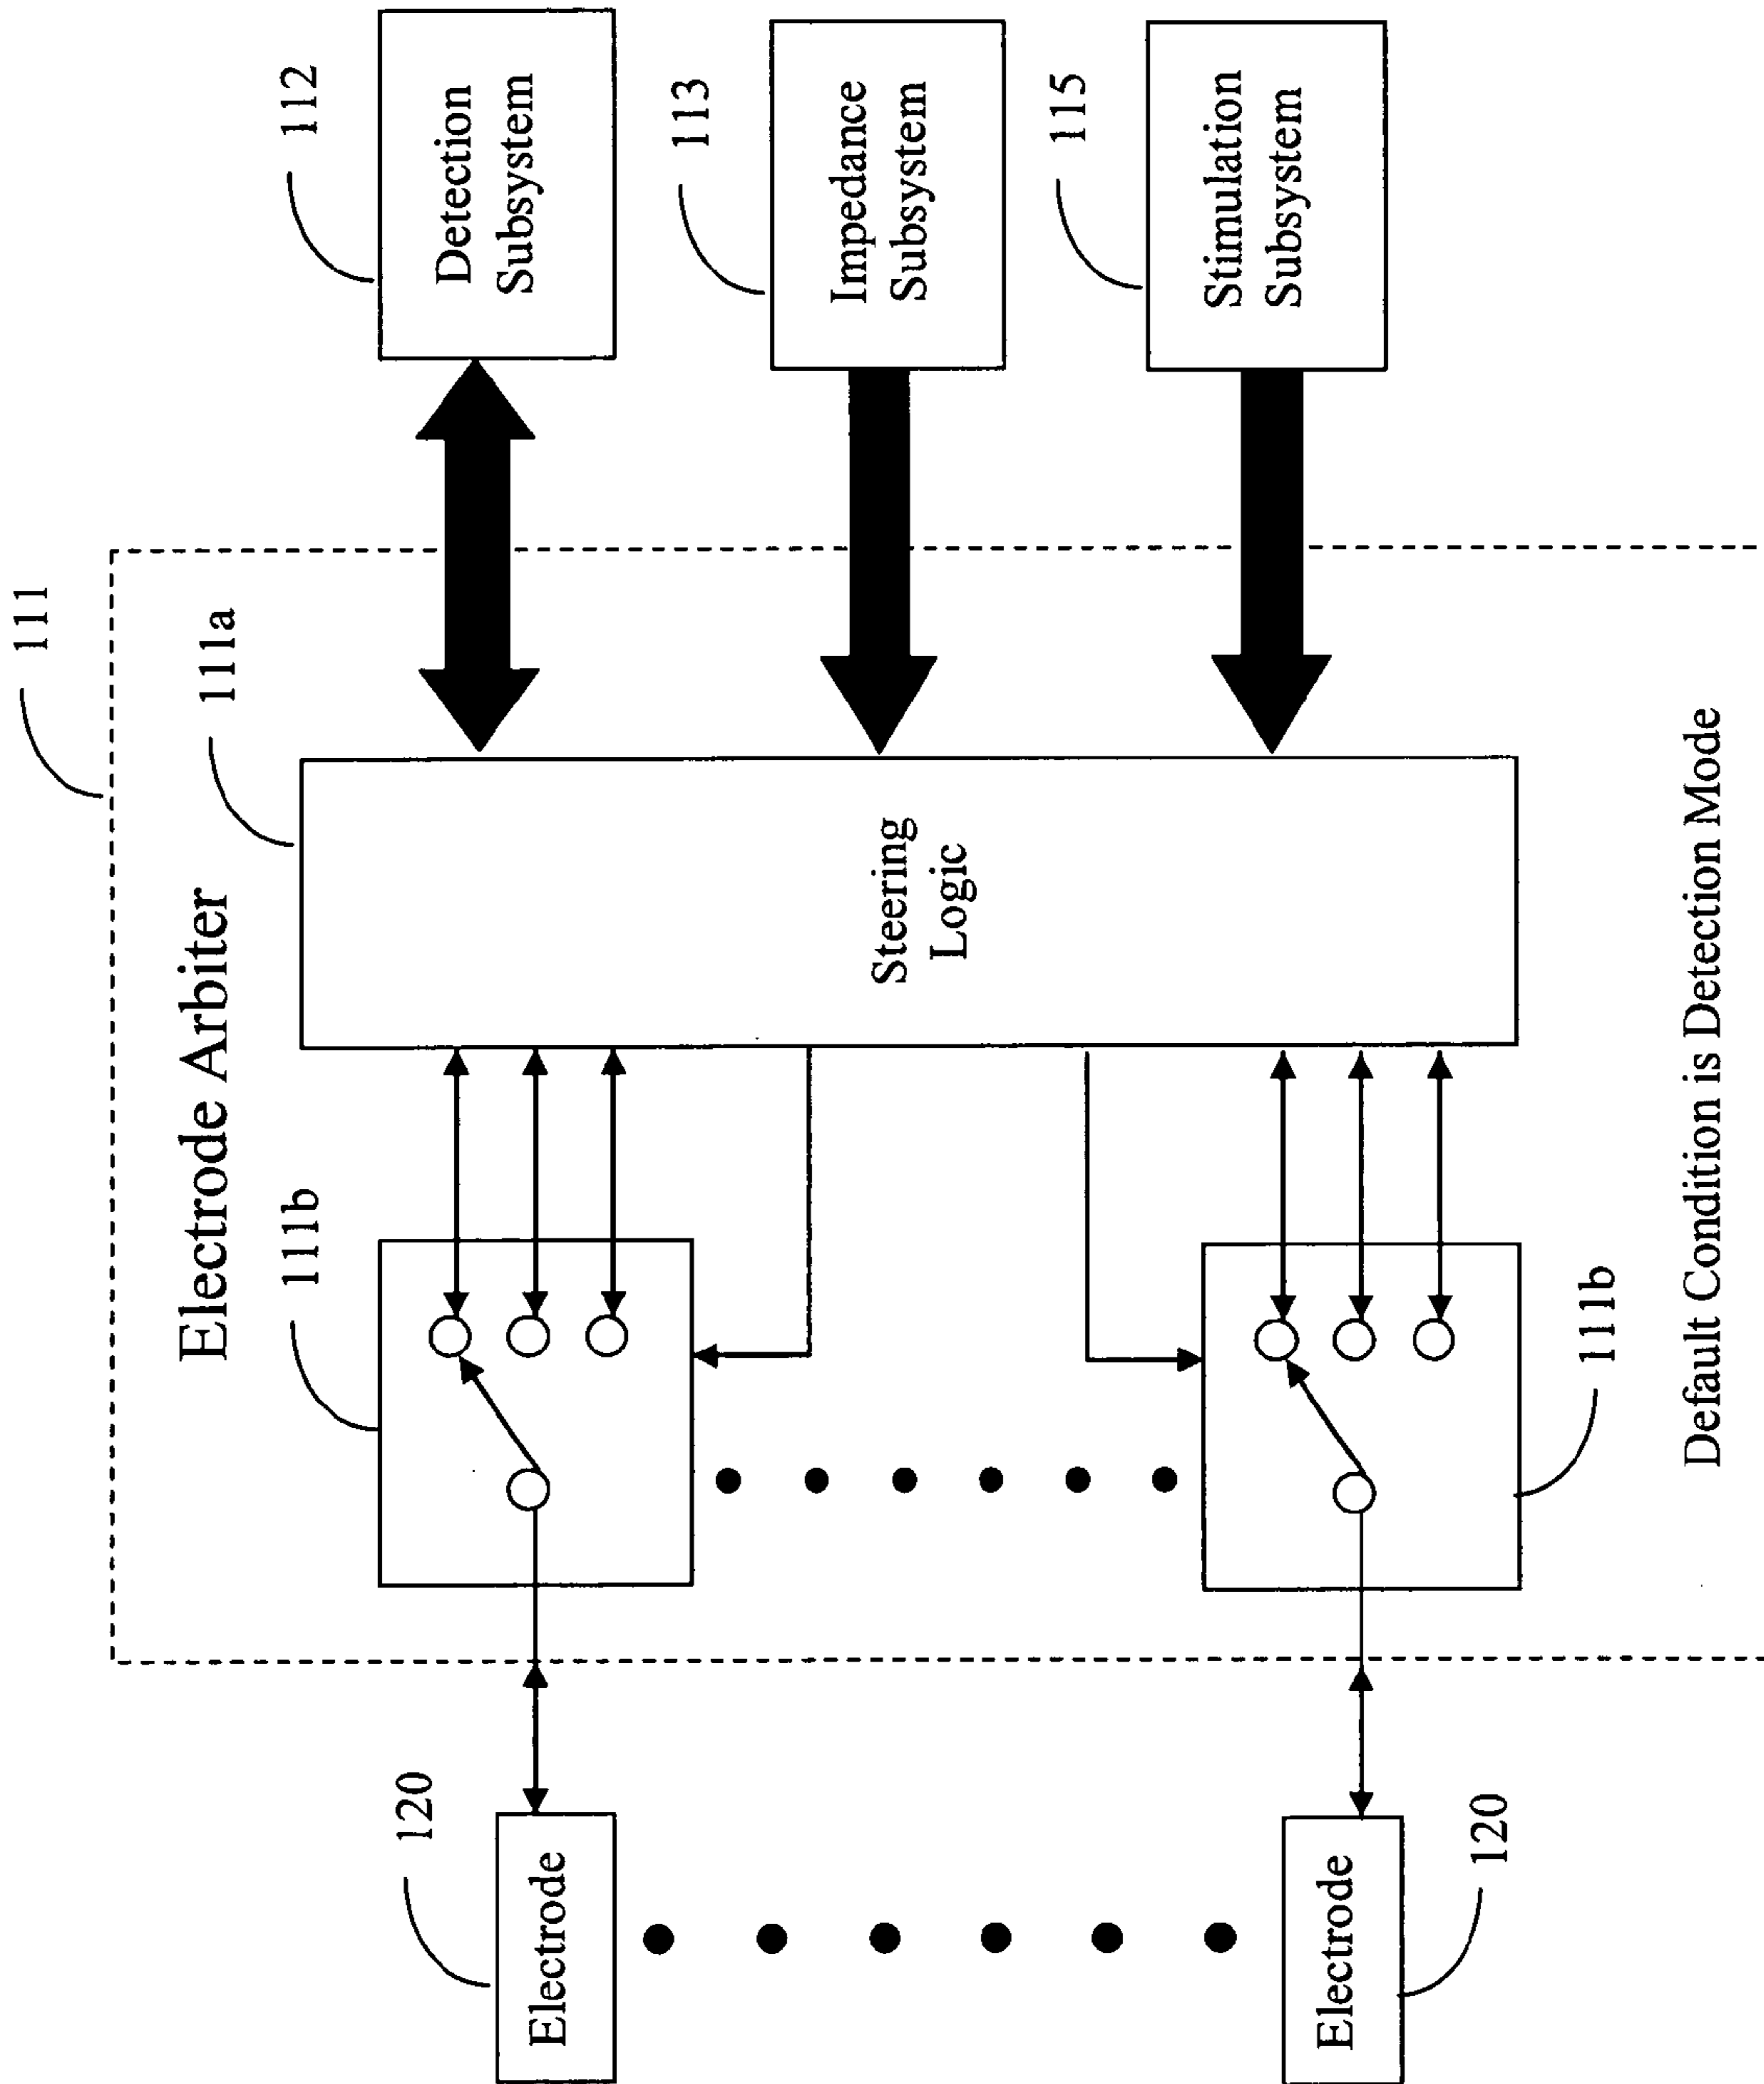 111
Electrode Arbiter
111a
111b
112
Detection
Subsystem
113
Impedance
Subsystem
115
Stimulation
Subsystem
Steering
Logic
120
Electrode
120
Electrode
111b
Default Condition is Detection Mode